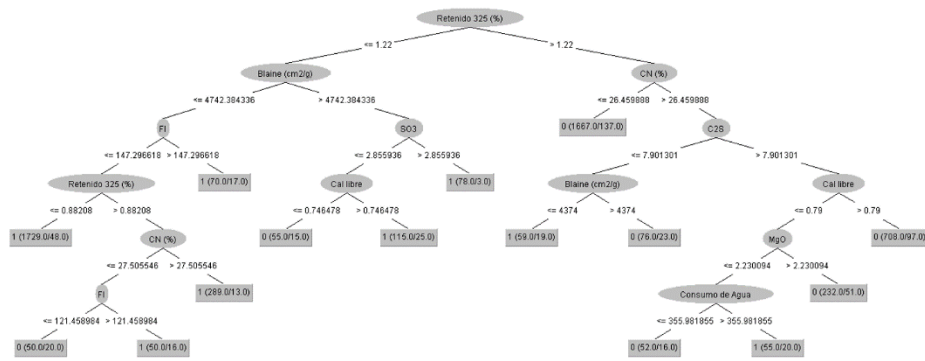 Retenido 325 (%)
<= 1.22 > 1.22
Blaine (cm2/g) CN (%)
<= 4742.384336 > 4742.384336 <= 26.459888 > 26.459888
FI SO3 0 (1667.0/137.0) C2S
<= 147.296618 > 147.296618 <= 2.855936 > 2.855936 <= 7.901301 > 7.901301
Retenido 325 (%) 1 (70.0/17.0) Cal libre 1 (78.0/3.0) Blaine (cm2/g) Cal libre
<= 0.88208 > 0.88208 <= 0.746478 > 0.746478 <= 4374 > 4374 <= 0.79 > 0.79
1 (1729.0/48.0) CN (%) 0 (55.0/15.0) 1 (115.0/25.0) 1 (59.0/19.0) 0 (76.0/23.0) MgO 0 (708.0/97.0)
<= 27.505546 > 27.505546 <= 2.230094 > 2.230094
FI 1 (289.0/13.0) Consumo de Agua 0 (232.0/51.0)
<= 121.458984 > 121.458984 <= 355.981855 > 355.981855
0 (50.0/20.0) 1 (50.0/16.0) 0 (52.0/16.0) 1 (55.0/20.0)